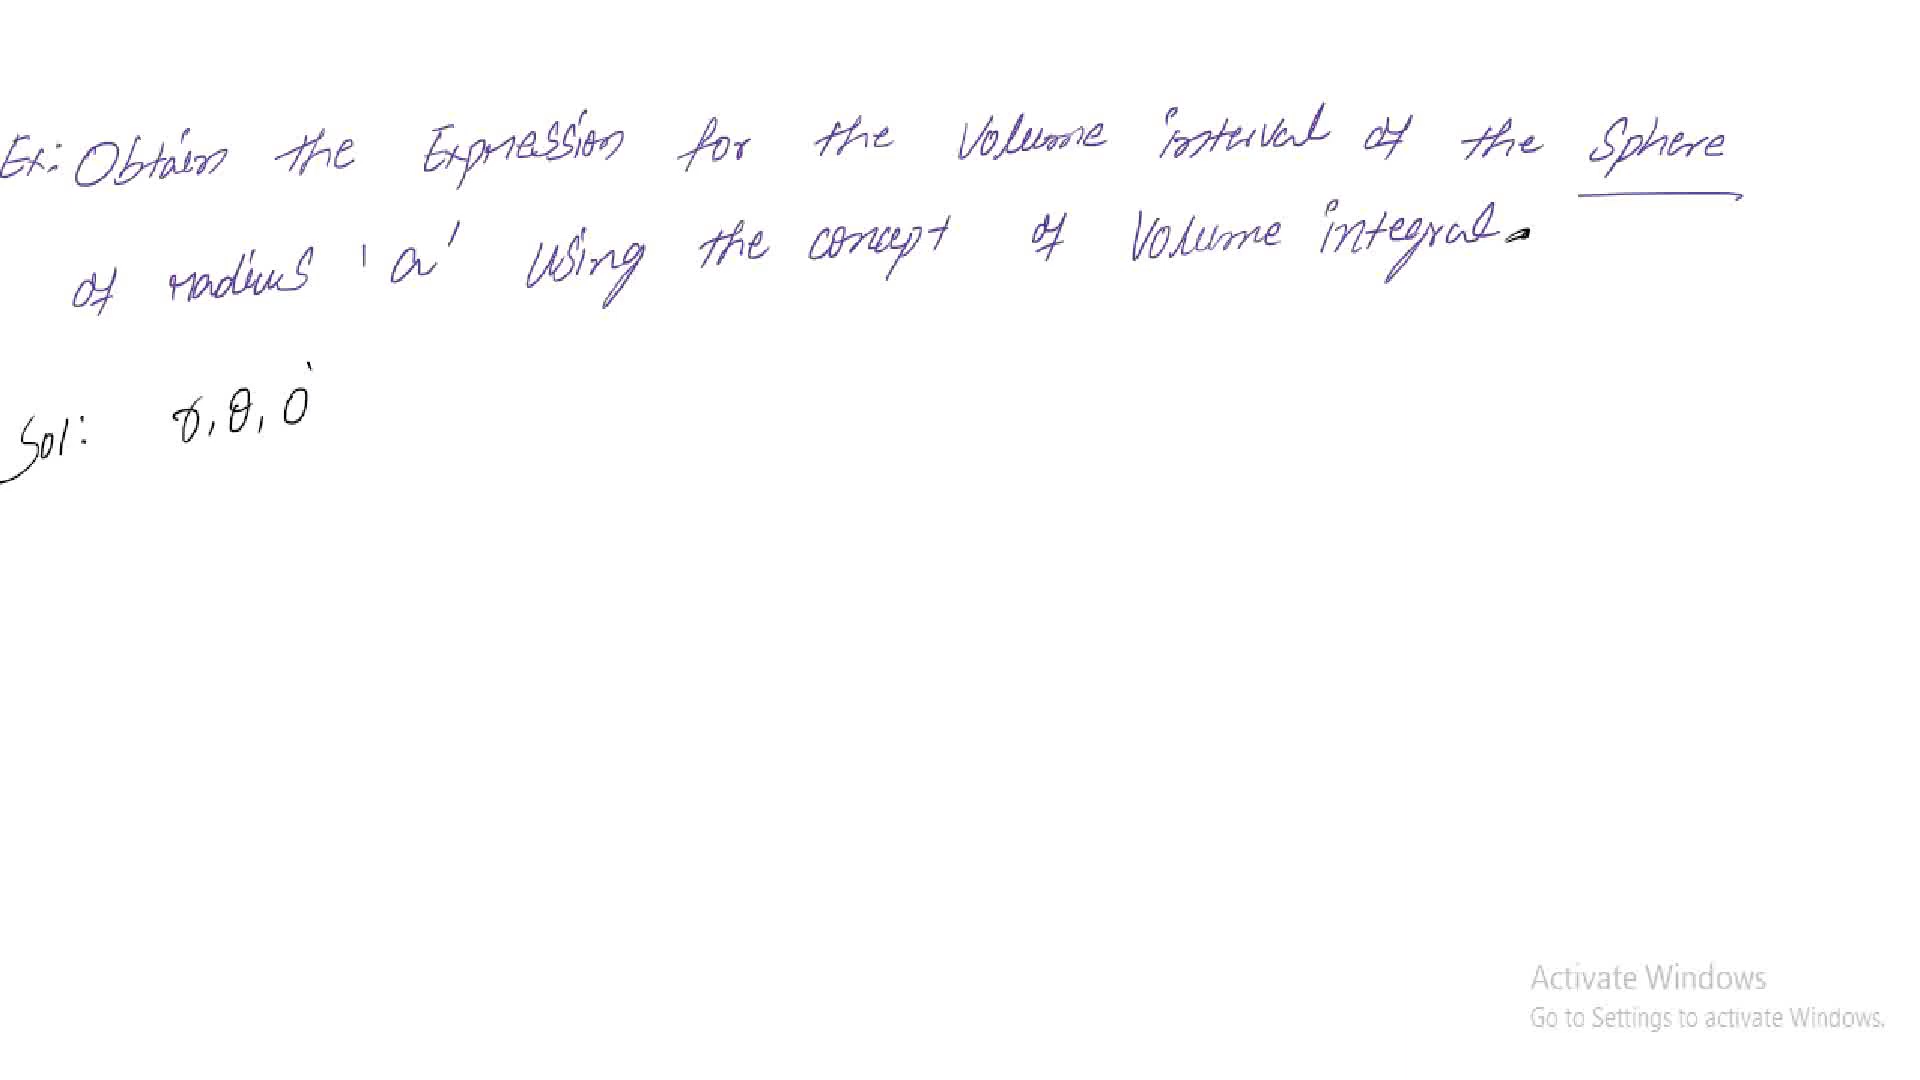 Ex: Obtain the Expression for the Volume interval of the Sphere
of radius 'a' using the concept of Volume integral.
Sol: r, θ, 0
Activate Windows
Go to Settings to activate Windows.